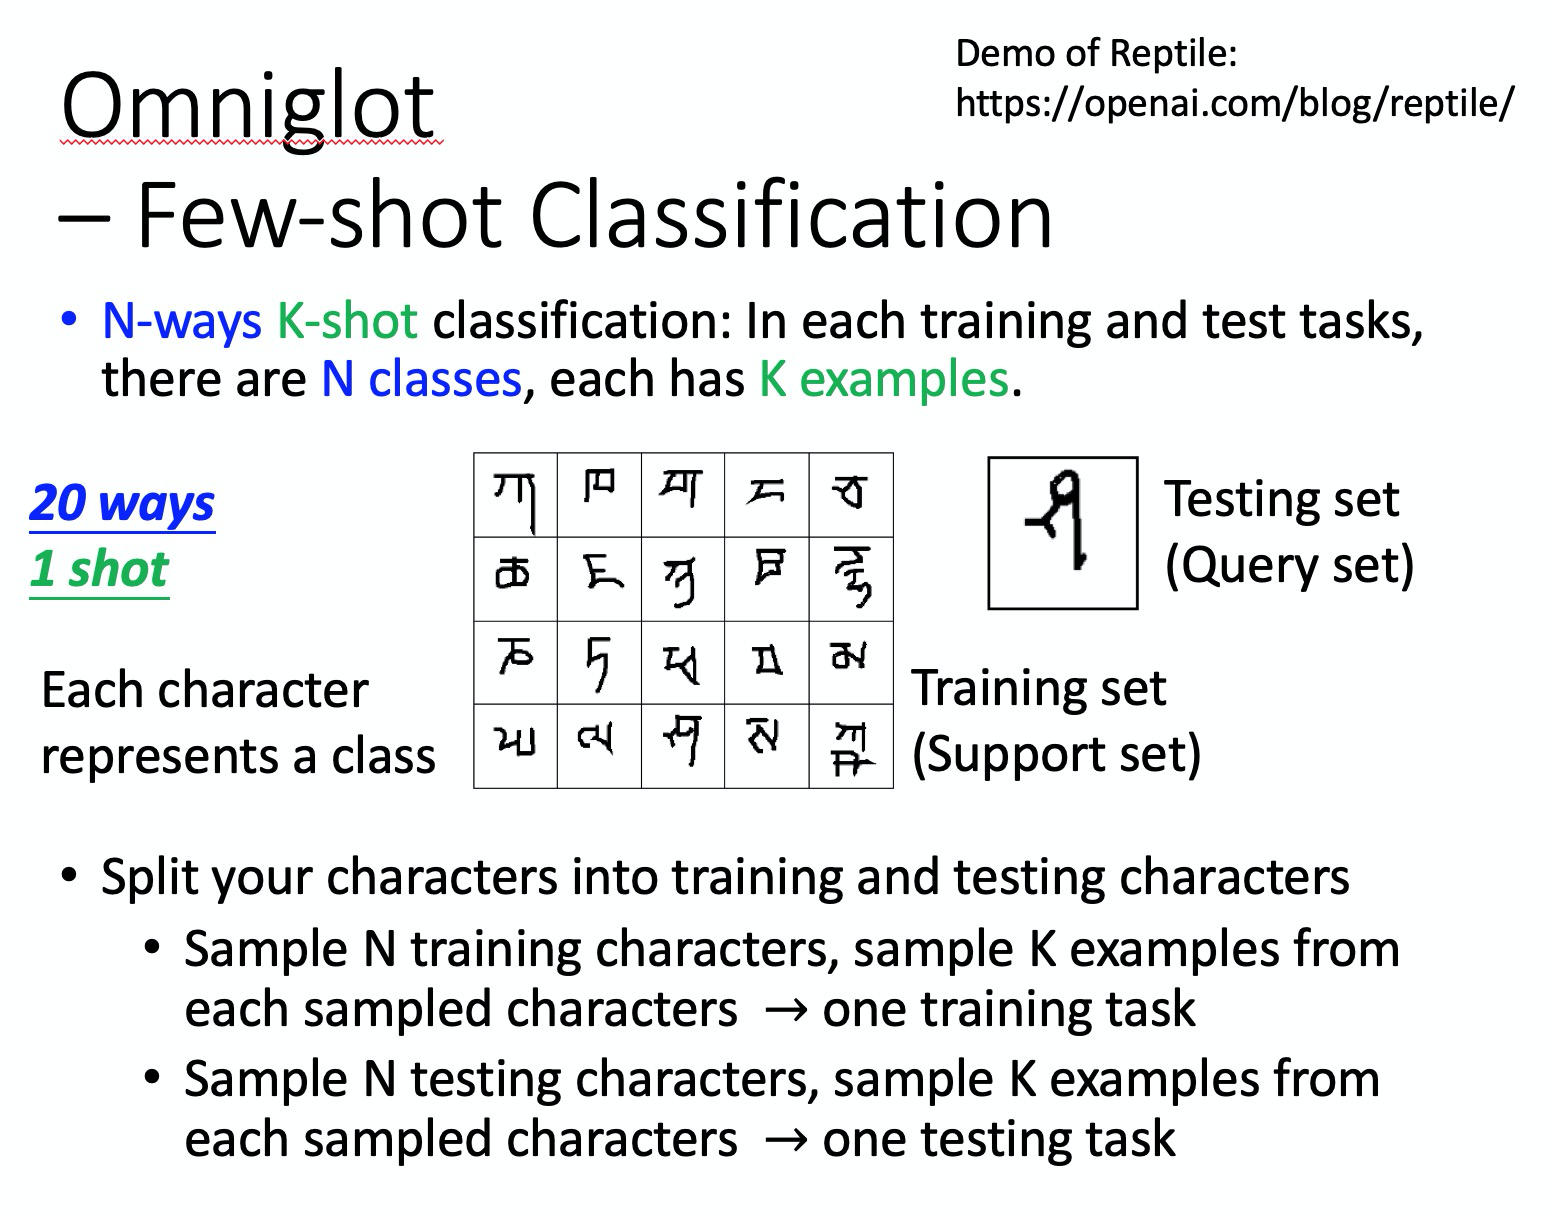 Demo of Reptile:
https://openai.com/blog/reptile/
Omniglot
– Few-shot Classification
• N-ways K-shot classification: In each training and test tasks,
there are N classes, each has K examples.
20 ways
1 shot
Each character
represents a class
Testing set
(Query set)
Training set
(Support set)
• Split your characters into training and testing characters
• Sample N training characters, sample K examples from
each sampled characters → one training task
• Sample N testing characters, sample K examples from
each sampled characters → one testing task